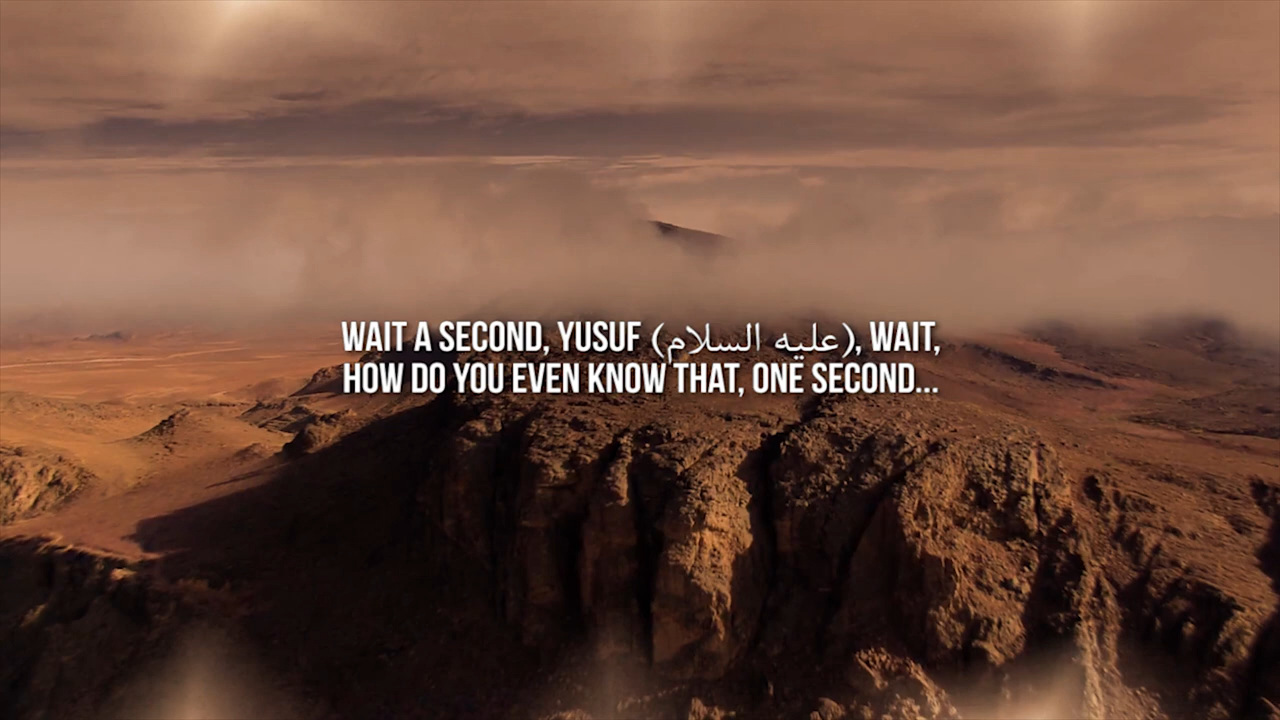 WAIT A SECOND, YUSUF (عليه السلام), WAIT,
HOW DO YOU EVEN KNOW THAT, ONE SECOND...